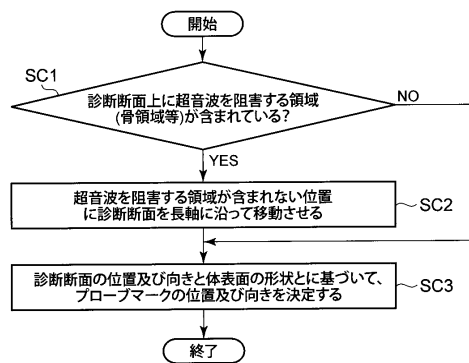 開始
SC1
診断断面上に超音波を阻害する領域
(骨領域等)が含まれている?
NO
YES
超音波を阻害する領域が含まれない位置
に診断断面を長軸に沿って移動させる
SC2
診断断面の位置及び向きと体表面の形状とに基づいて、
プローブマークの位置及び向きを決定する
SC3
終了